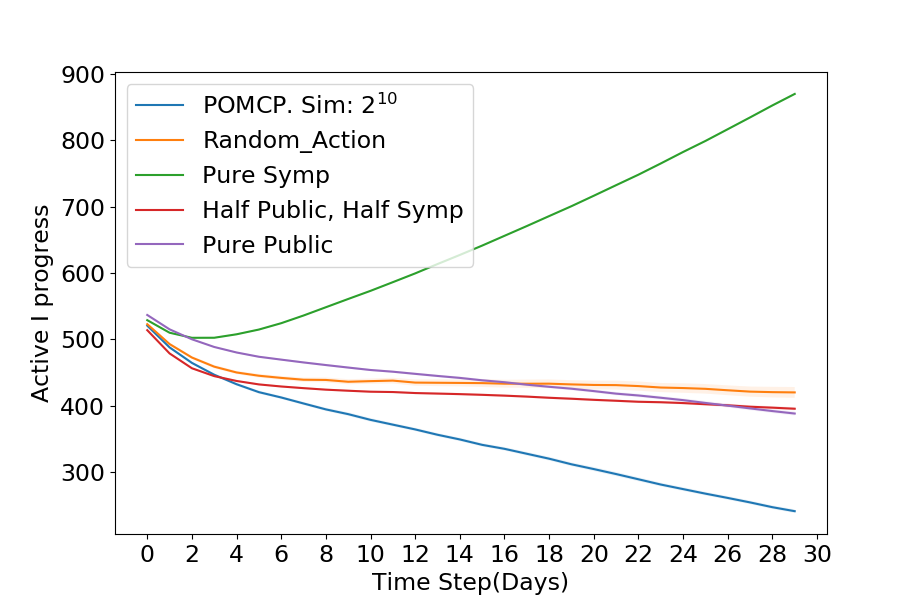 900
800
700
600
500
400
300
Active I progress
POMCP. Sim: 2^10
Random_Action
Pure Symp
Half Public, Half Symp
Pure Public
0 2 4 6 8 10 12 14 16 18 20 22 24 26 28 30
Time Step(Days)